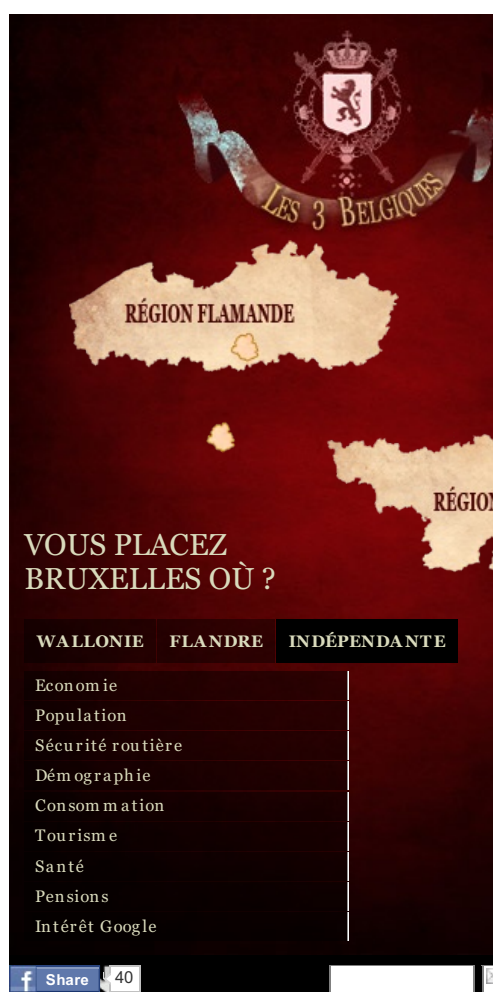 LES 3 BELGIQUES
RÉGION FLAMANDE
VOUS PLACEZ
BRUXELLES OÙ ?
WALLONIE FLANDRE INDÉPENDANTE
Economie
Population
Sécurité routière
Démographie
Consommation
Tourisme
Santé
Pensions
Intérêt Google
f Share 40